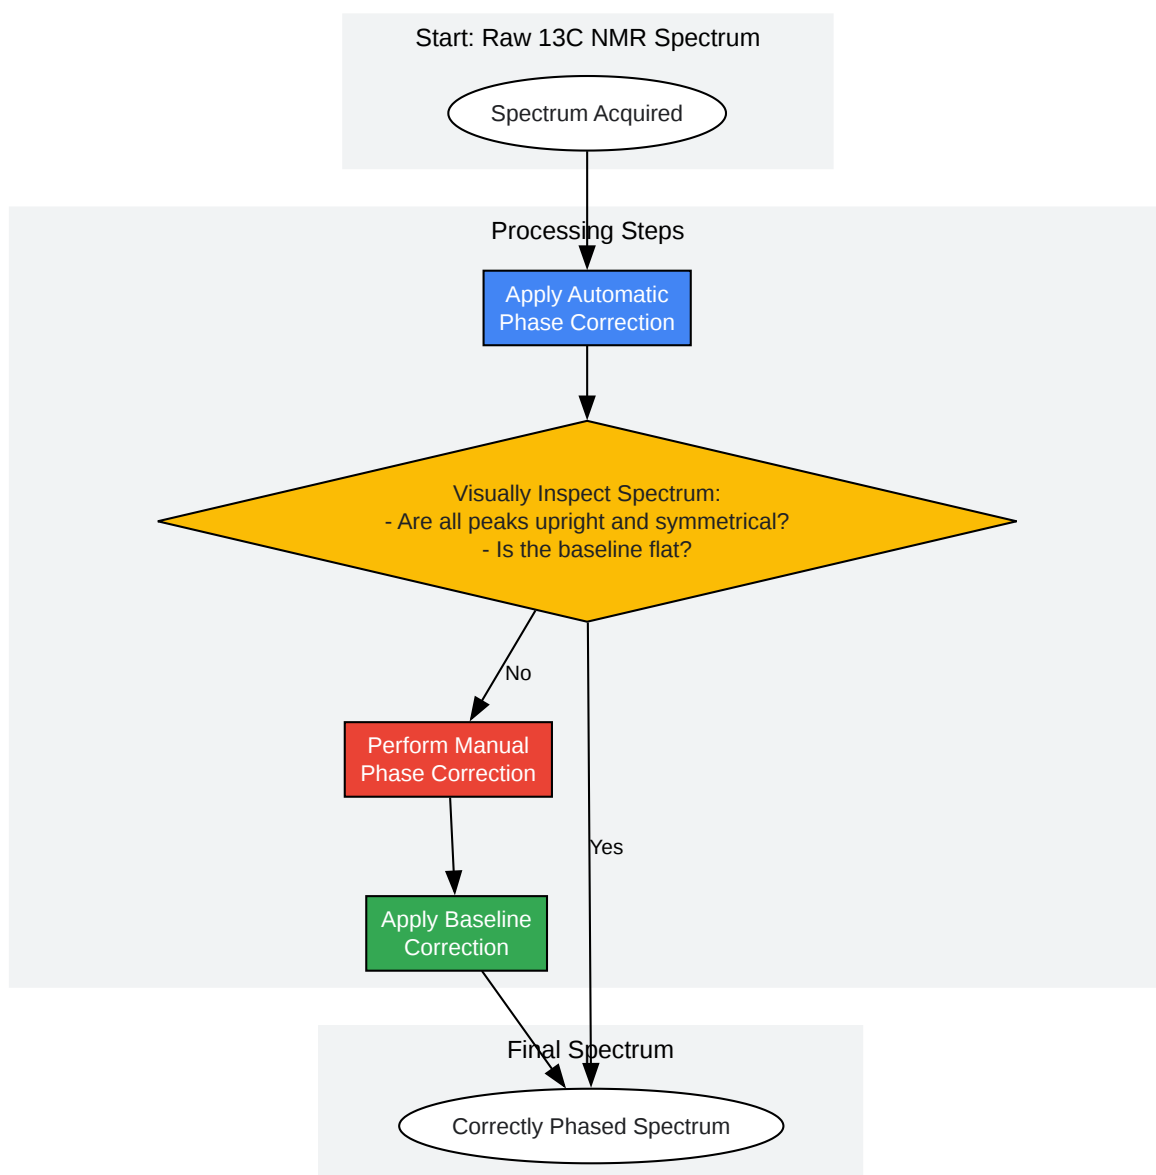 Start: Raw 13C NMR Spectrum
Spectrum Acquired
Processing Steps
Apply Automatic
Phase Correction
Visually Inspect Spectrum:
- Are all peaks upright and symmetrical?
- Is the baseline flat?
No
Perform Manual
Phase Correction
Yes
Apply Baseline
Correction
Final Spectrum
Correctly Phased Spectrum